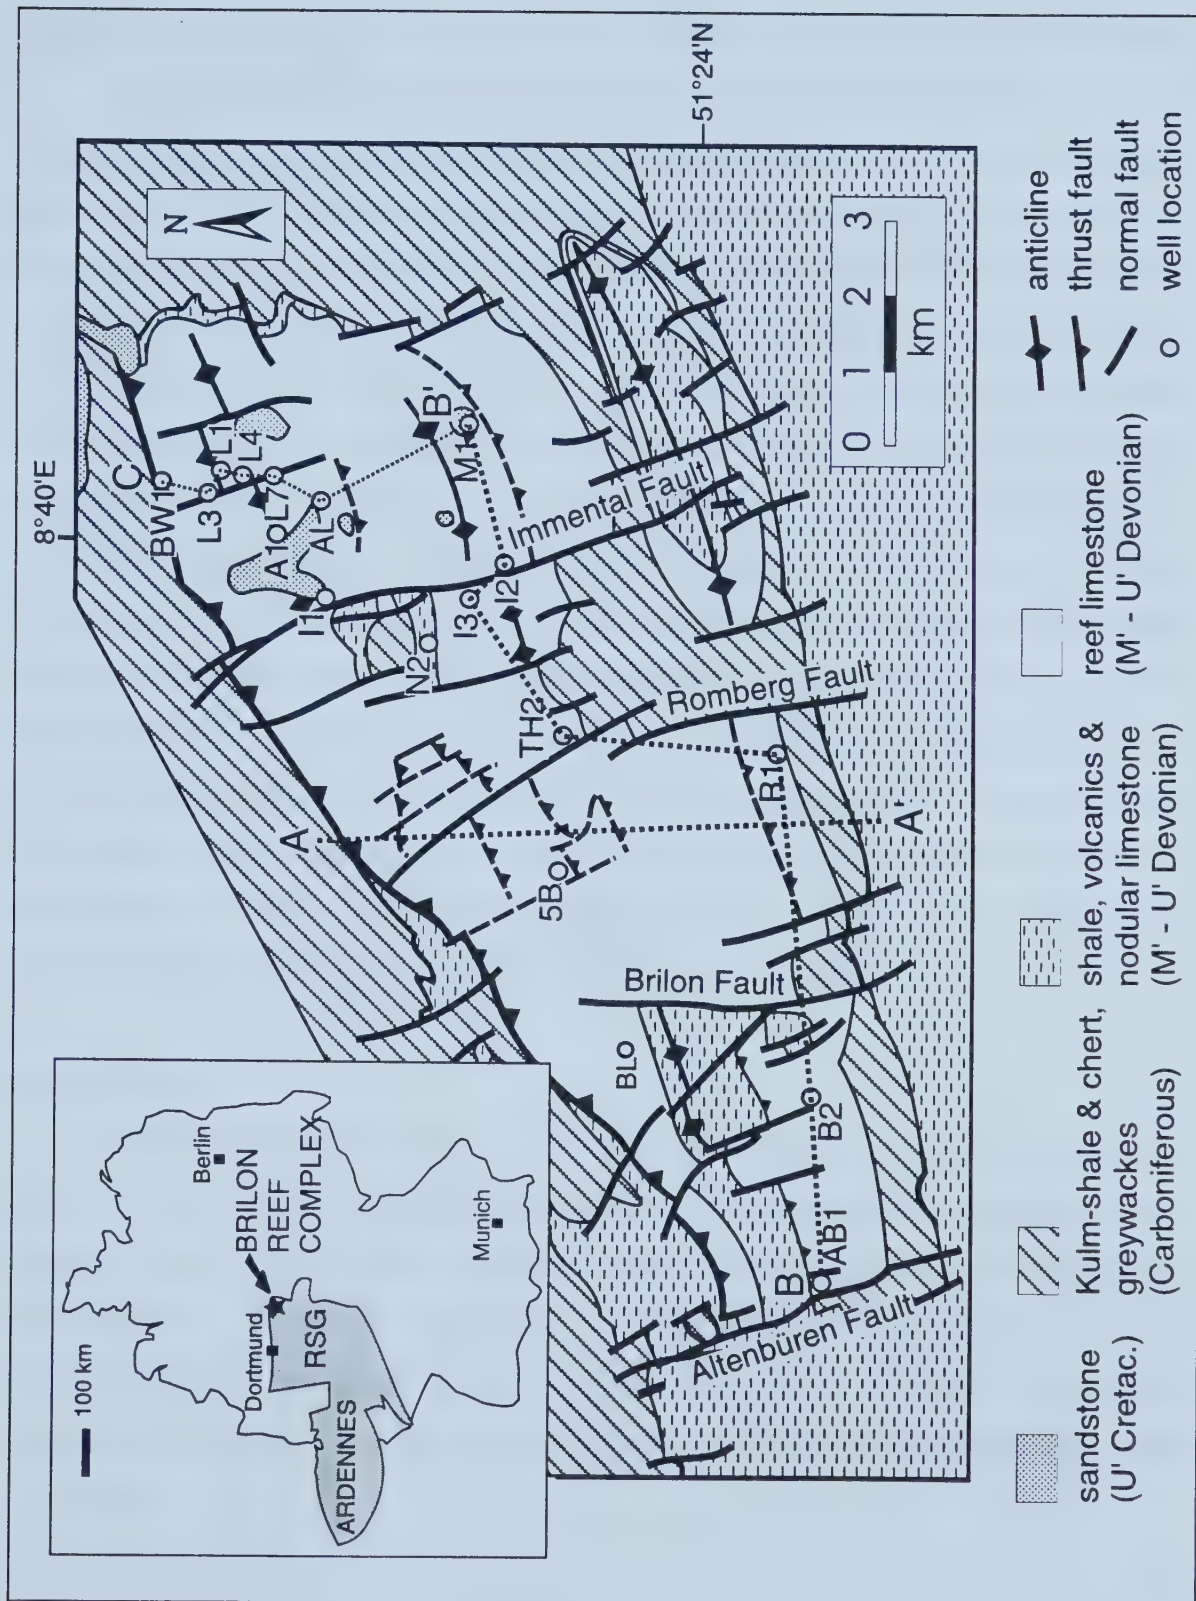 100 km
Berlin
BRILON
REEF
COMPLEX
Dortmund
RSG
ARDENNES
Munich
8°40'E
51°24'N
N
C
BW1
L3
L1
L4
L7
A1
AL
I1
N2
I3
I2
M1
B'
Immental Fault
TH2
Romberg Fault
R1
A
A'
5B
Brilon Fault
BL
B2
B
AB1
Altenbüren Fault
0 1 2 3
km
sandstone
(U' Cretac.)
Kulm-shale & chert,
greywackes
(Carboniferous)
shale, volcanics &
nodular limestone
(M' - U' Devonian)
reef limestone
(M' - U' Devonian)
anticline
thrust fault
normal fault
well location